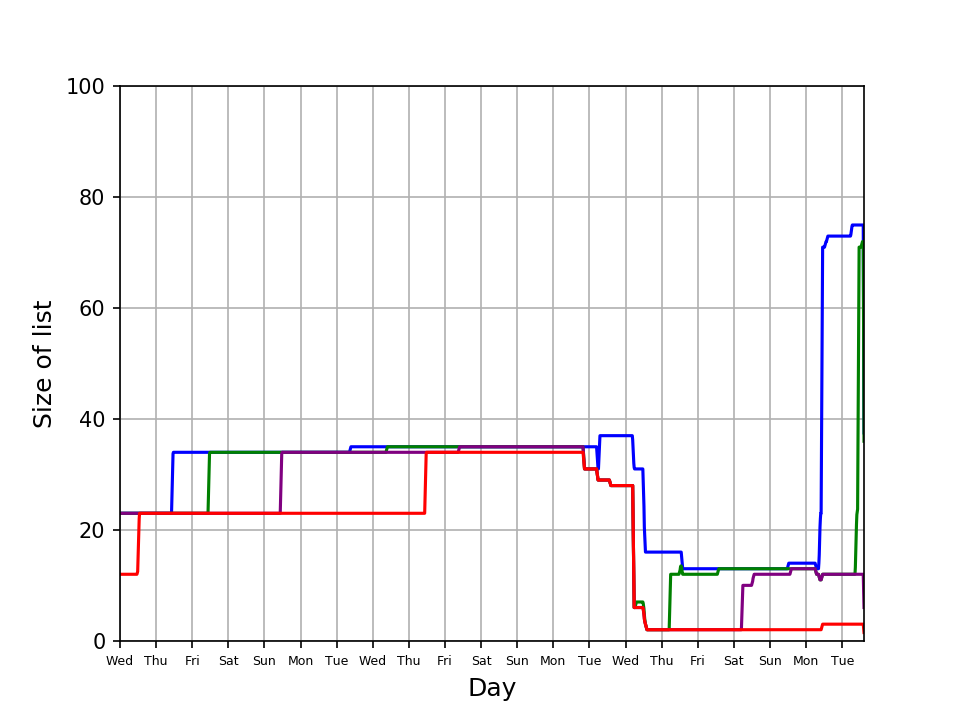 100
80
60
40
20
0
Size of list
Wed Thu Fri Sat Sun Mon Tue Wed Thu Fri Sat Sun Mon Tue Wed Thu Fri Sat Sun Mon Tue
Day